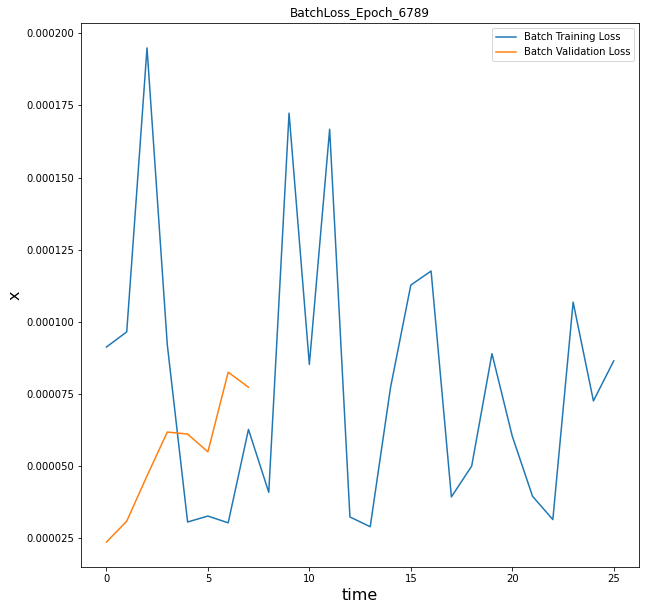 BatchLoss_Epoch_6789
Batch Training Loss
Batch Validation Loss
0.000200
0.000175
0.000150
0.000125
0.000100
0.000075
0.000050
0.000025
x
0 5 10 15 20 25
time